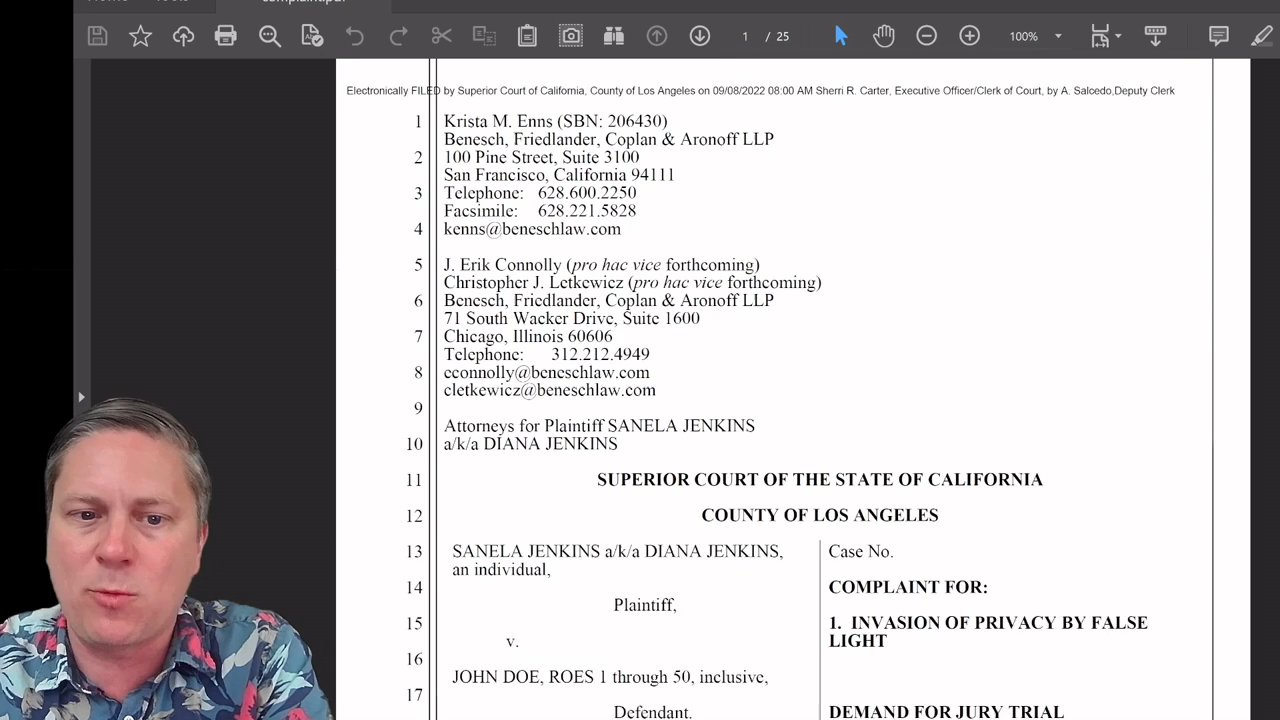 complaint.pdf
1 / 25
100%
Electronically FILED by Superior Court of California, County of Los Angeles on 09/08/2022 08:00 AM Sherri R. Carter, Executive Officer/Clerk of Court, by A. Salcedo,Deputy Clerk
1 Krista M. Enns (SBN: 206430)
Benesch, Friedlander, Coplan & Aronoff LLP
2 100 Pine Street, Suite 3100
San Francisco, California 94111
3 Telephone: 628.600.2250
Facsimile: 628.221.5828
4 kenns@beneschlaw.com
5 J. Erik Connolly (pro hac vice forthcoming)
Christopher J. Letkewicz (pro hac vice forthcoming)
6 Benesch, Friedlander, Coplan & Aronoff LLP
71 South Wacker Drive, Suite 1600
7 Chicago, Illinois 60606
Telephone: 312.212.4949
8 econnolly@beneschlaw.com
cletkewicz@beneschlaw.com
9
Attorneys for Plaintiff SANELA JENKINS
10 a/k/a DIANA JENKINS
11 SUPERIOR COURT OF THE STATE OF CALIFORNIA
12 COUNTY OF LOS ANGELES
13 SANELA JENKINS a/k/a DIANA JENKINS, Case No.
an individual,
14 COMPLAINT FOR:
Plaintiff,
15 1. INVASION OF PRIVACY BY FALSE
v. LIGHT
16
JOHN DOE, ROES 1 through 50, inclusive,
17
Defendant. DEMAND FOR JURY TRIAL